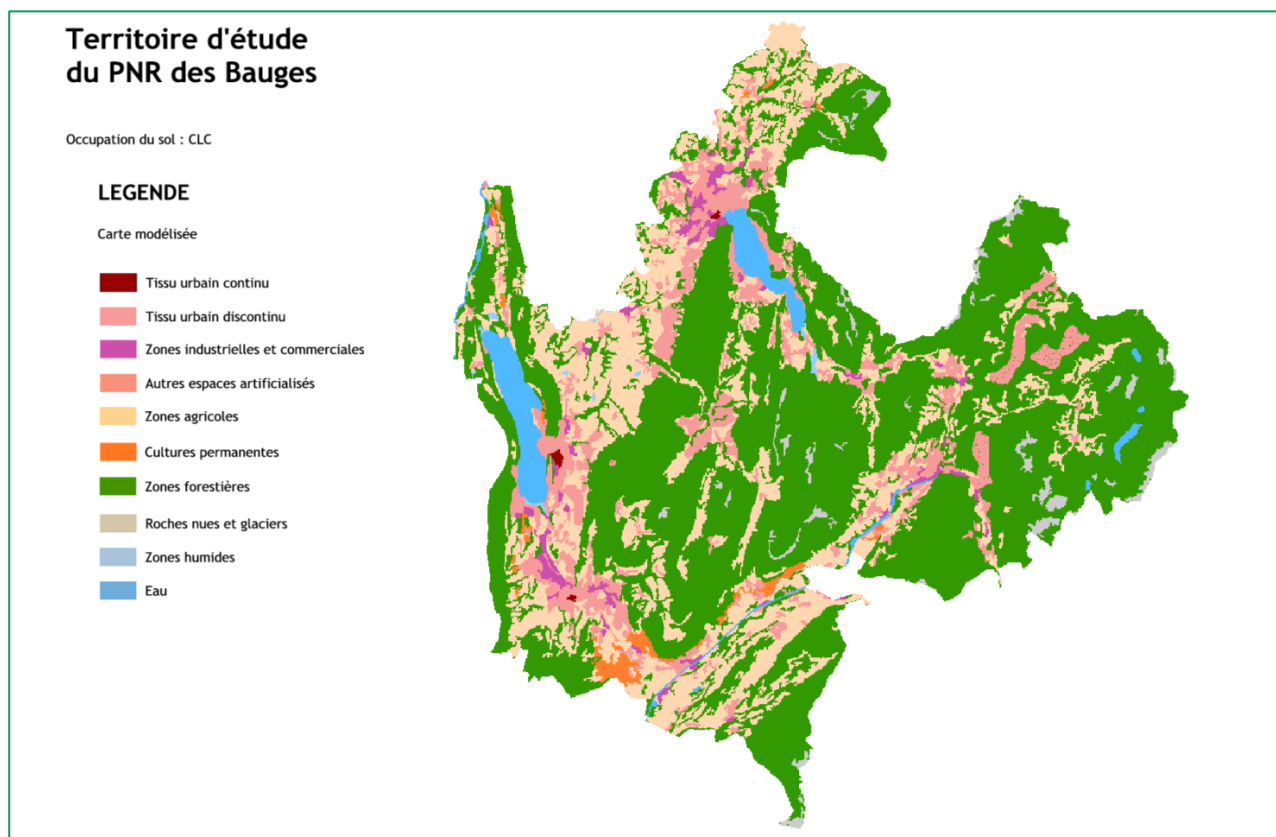 Territoire d'étude
du PNR des Bauges
Occupation du sol : CLC
LEGENDE
Carte modélisée
Tissu urbain continu
Tissu urbain discontinu
Zones industrielles et commerciales
Autres espaces artificialisés
Zones agricoles
Cultures permanentes
Zones forestières
Roches nues et glaciers
Zones humides
Eau